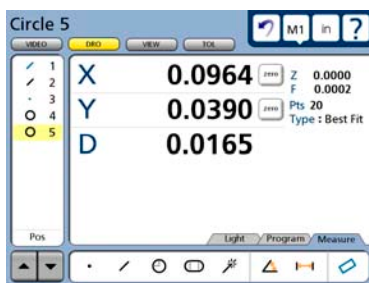 Circle 5
M1 in ?
VIDEO DRO VIEW TOL
1
2
3
4
5
X 0.0964 zero
Y 0.0390 zero
D 0.0165
Z 0.0000
F 0.0002
Pts 20
Type : Best Fit
Pos
Light Program Measure